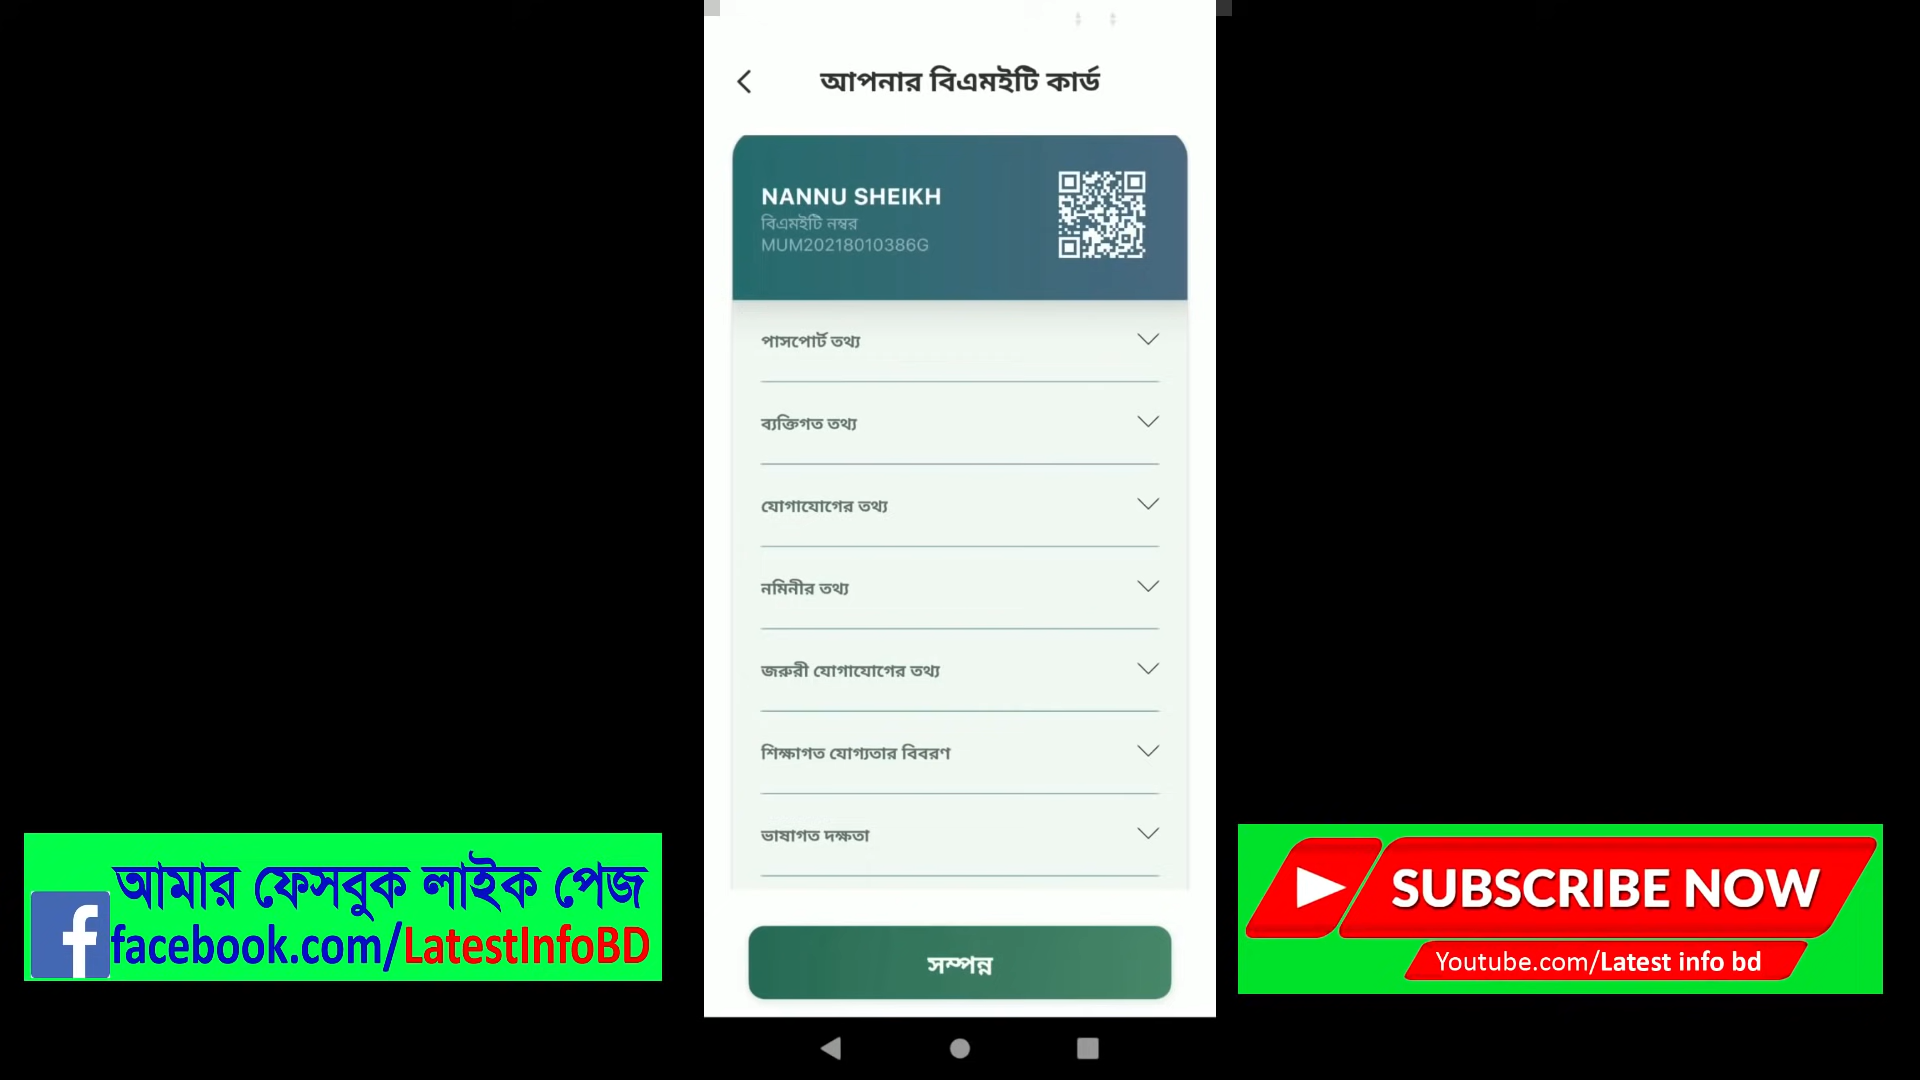 আপনার বিএমইটি কার্ড
NANNU SHEIKH
বিএমইটি নম্বর
MUM20218010386G
পাসপোর্ট তথ্য
ব্যক্তিগত তথ্য
যোগাযোগের তথ্য
নমিনীর তথ্য
জরুরী যোগাযোগের তথ্য
শিক্ষাগত যোগ্যতার বিবরণ
ভাষাগত দক্ষতা
সম্পন্ন
আমার ফেসবুক লাইক পেজ
facebook.com/LatestInfoBD
SUBSCRIBE NOW
Youtube.com/Latest info bd